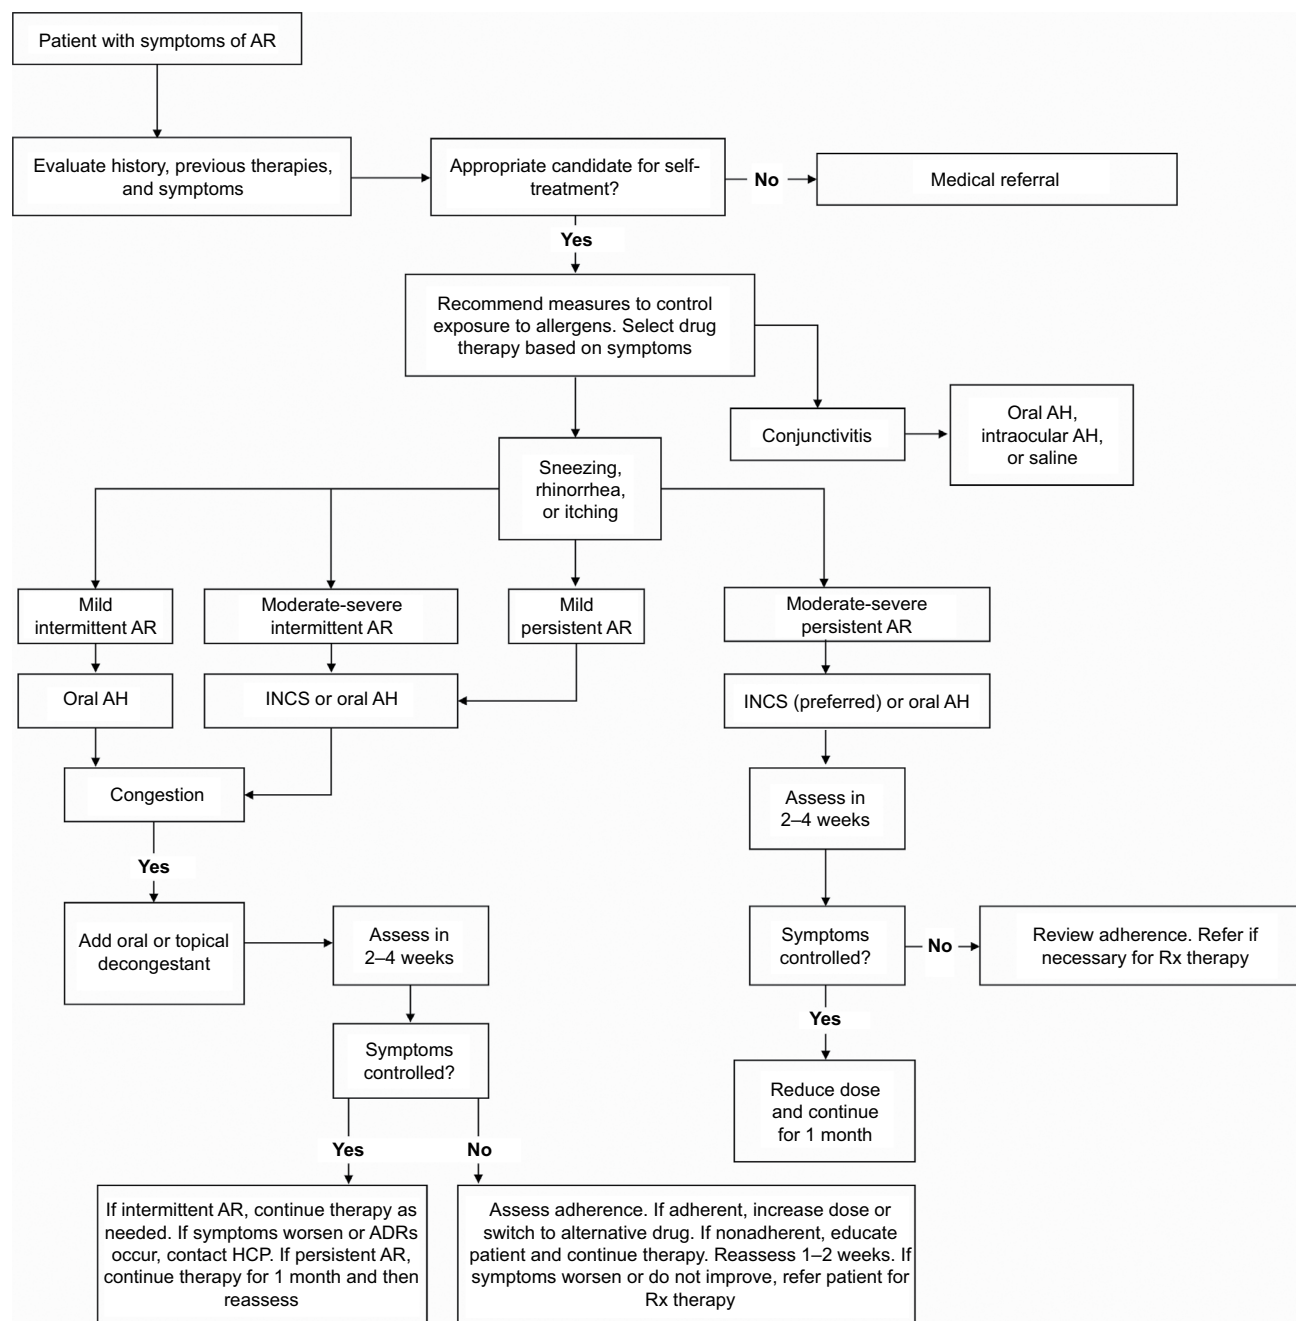 Patient with symptoms of AR
Evaluate history, previous therapies,
and symptoms
Appropriate candidate for self-
treatment?
No
Medical referral
Yes
Recommend measures to control
exposure to allergens. Select drug
therapy based on symptoms
Conjunctivitis
Oral AH,
intraocular AH,
or saline
Sneezing,
rhinorrhea,
or itching
Mild
intermittent AR
Moderate-severe
intermittent AR
Mild
persistent AR
Moderate-severe
persistent AR
Oral AH
INCS or oral AH
INCS (preferred) or oral AH
Congestion
Assess in
2–4 weeks
Yes
Add oral or topical
decongestant
Assess in
2–4 weeks
Symptoms
controlled?
No
Review adherence. Refer if
necessary for Rx therapy
Yes
Symptoms
controlled?
Reduce dose
and continue
for 1 month
Yes
No
If intermittent AR, continue therapy as
needed. If symptoms worsen or ADRs
occur, contact HCP. If persistent AR,
continue therapy for 1 month and then
reassess
Assess adherence. If adherent, increase dose or
switch to alternative drug. If nonadherent, educate
patient and continue therapy. Reassess 1–2 weeks. If
symptoms worsen or do not improve, refer patient for
Rx therapy